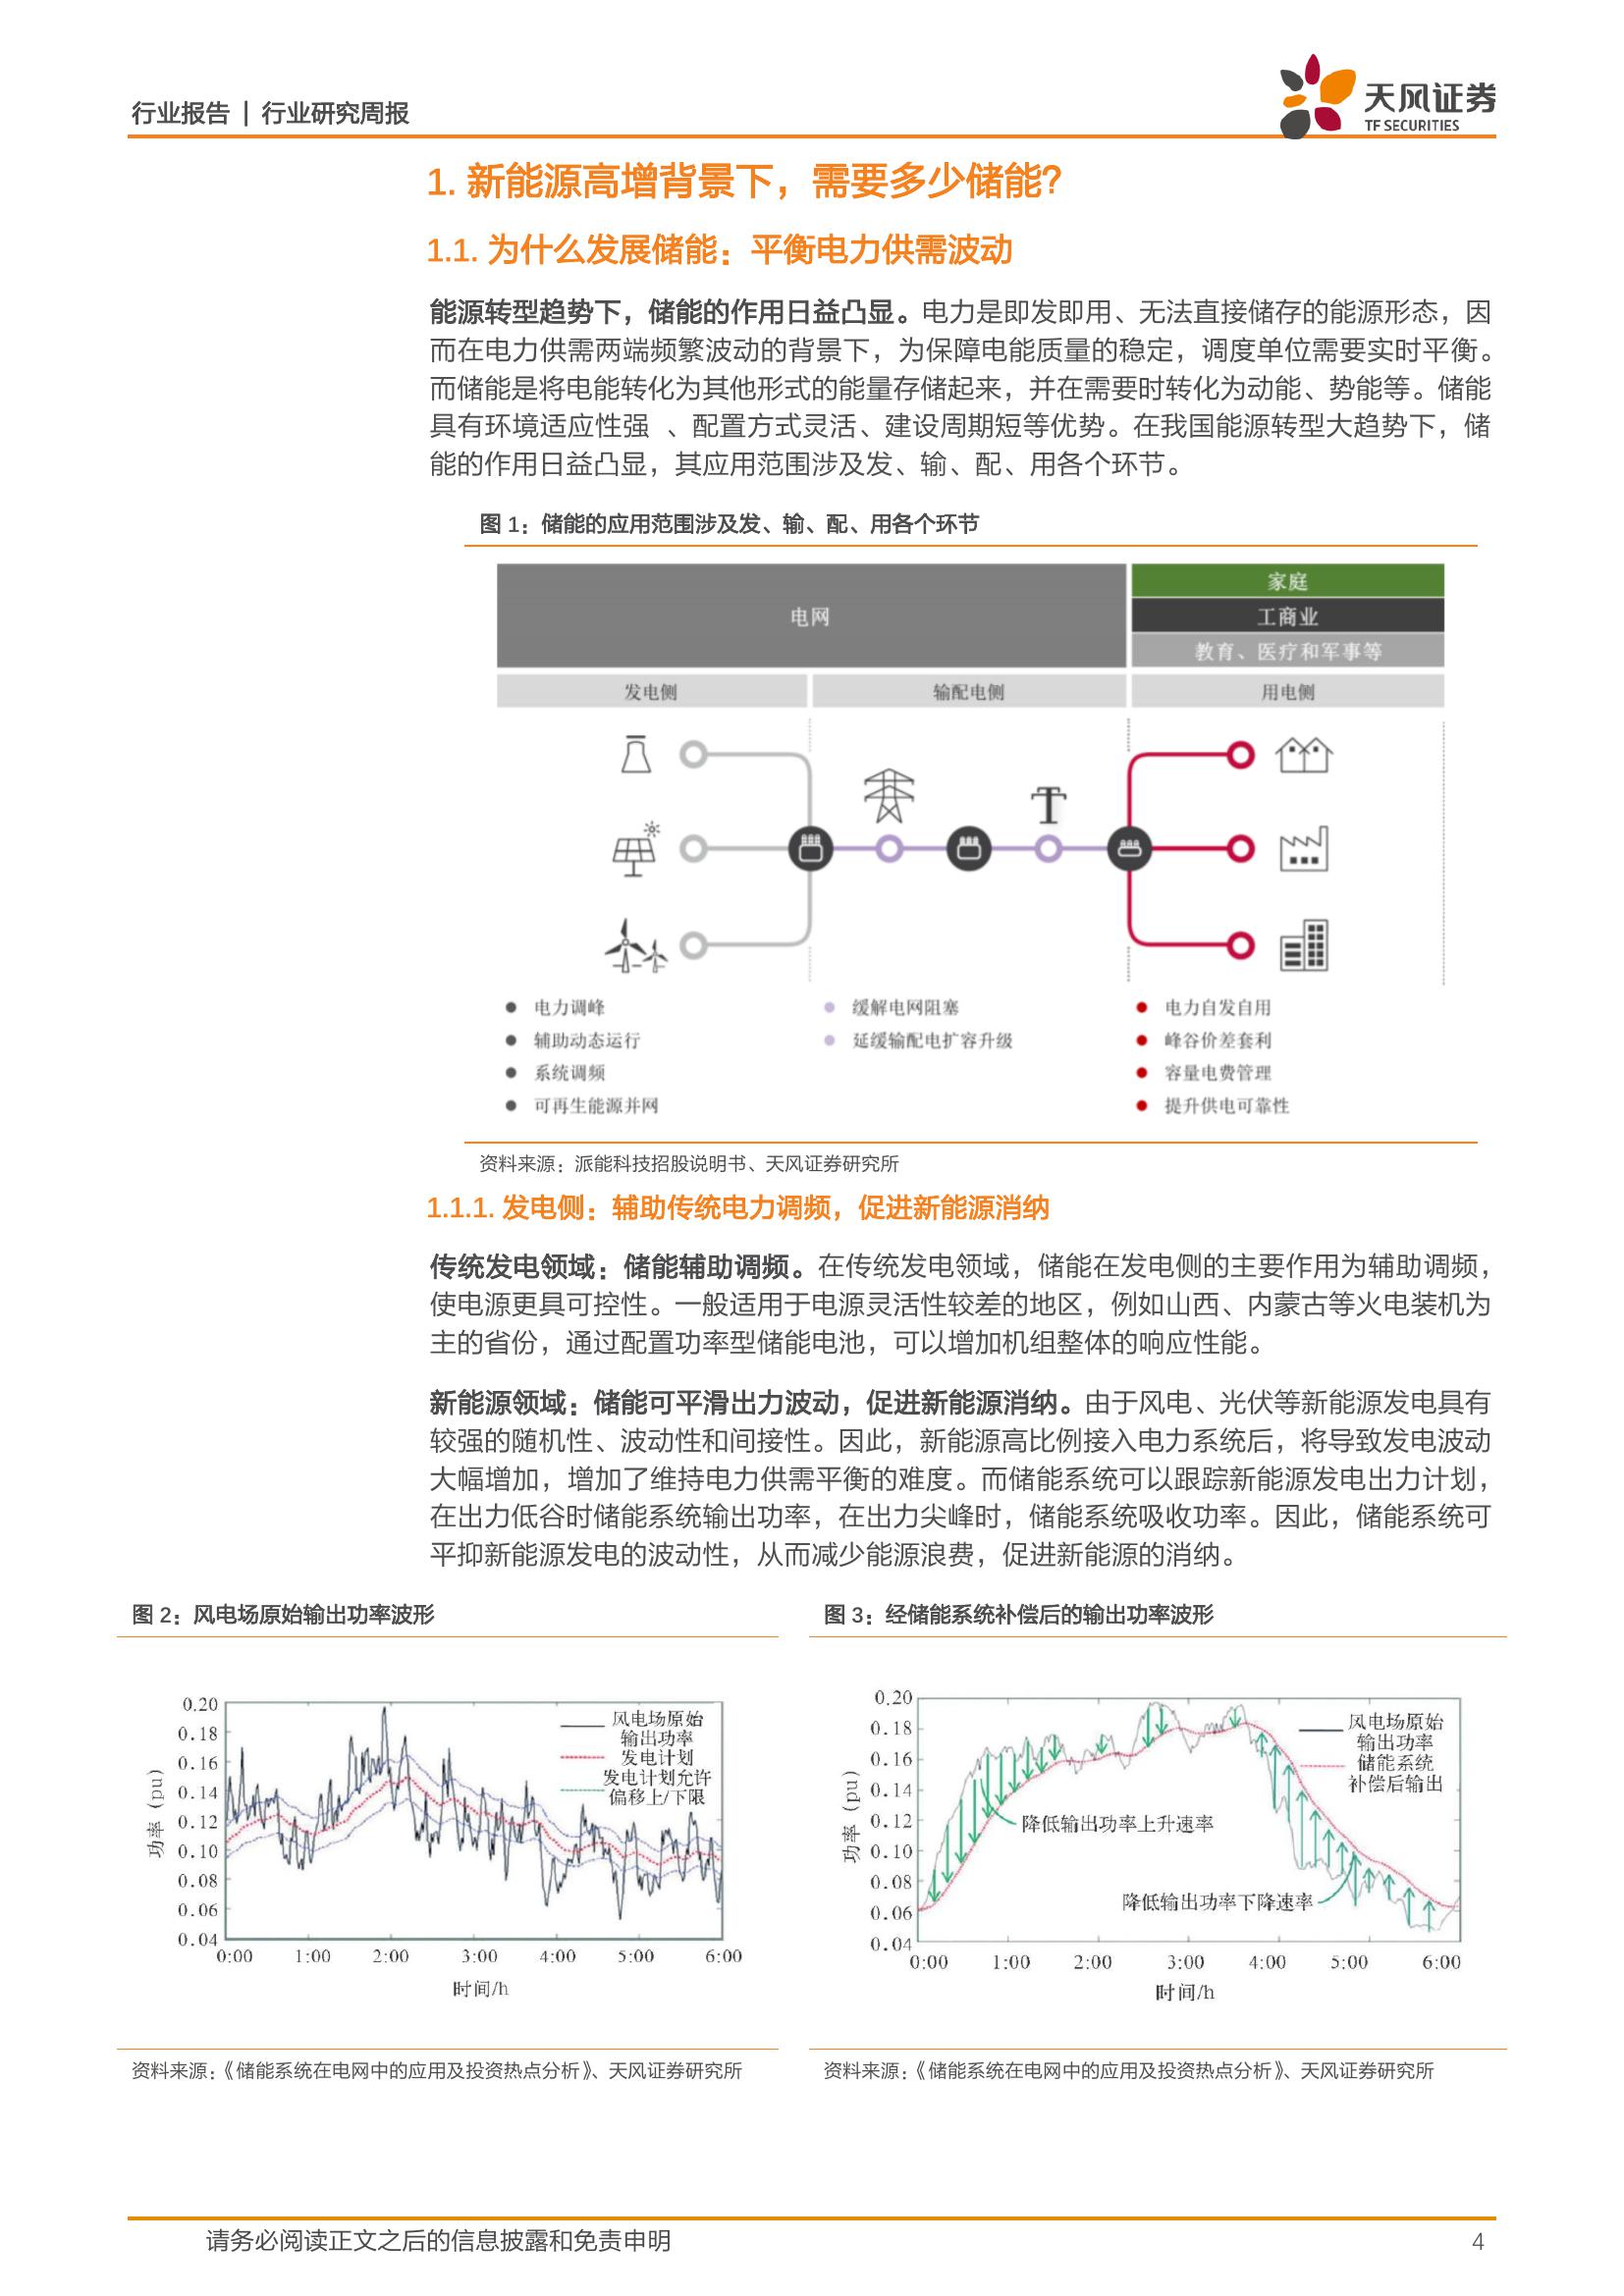 行业报告 | 行业研究周报
天风证券
TF SECURITIES
1. 新能源高增背景下，需要多少储能？
1.1. 为什么发展储能：平衡电力供需波动
能源转型趋势下，储能的作用日益凸显。电力是即发即用、无法直接储存的能源形态，因
而在电力供需两端频繁波动的背景下，为保障电能质量的稳定，调度单位需要实时平衡。
而储能是将电能转化为其他形式的能量存储起来，并在需要时转化为动能、势能等。储能
具有环境适应性强 、配置方式灵活、建设周期短等优势。在我国能源转型大趋势下，储
能的作用日益凸显，其应用范围涉及发、输、配、用各个环节。
图 1：储能的应用范围涉及发、输、配、用各个环节
电网
家庭
工商业
教育、医疗和军事等
发电侧
输配电侧
用电侧
电力调峰
辅助动态运行
系统调频
可再生能源并网
缓解电网阻塞
延缓输配电扩容升级
电力自发自用
峰谷价差套利
容量电费管理
提升供电可靠性
资料来源：派能科技招股说明书、天风证券研究所
1.1.1. 发电侧：辅助传统电力调频，促进新能源消纳
传统发电领域：储能辅助调频。在传统发电领域，储能在发电侧的主要作用为辅助调频，
使电源更具可控性。一般适用于电源灵活性较差的地区，例如山西、内蒙古等火电装机为
主的省份，通过配置功率型储能电池，可以增加机组整体的响应性能。
新能源领域：储能可平滑出力波动，促进新能源消纳。由于风电、光伏等新能源发电具有
较强的随机性、波动性和间接性。因此，新能源高比例接入电力系统后，将导致发电波动
大幅增加，增加了维持电力供需平衡的难度。而储能系统可以跟踪新能源发电出力计划，
在出力低谷时储能系统输出功率，在出力尖峰时，储能系统吸收功率。因此，储能系统可
平抑新能源发电的波动性，从而减少能源浪费，促进新能源的消纳。
图 2：风电场原始输出功率波形
功率（pu）
0.20
0.18
0.16
0.14
0.12
0.10
0.08
0.06
0.04
风电场原始
输出功率
发电计划
发电计划允许
偏移上/下限
0:00 1:00 2:00 3:00 4:00 5:00 6:00
时间/h
资料来源：《储能系统在电网中的应用及投资热点分析》、天风证券研究所
图 3：经储能系统补偿后的输出功率波形
功率（pu）
0.20
0.18
0.16
0.14
0.12
0.10
0.08
0.06
0.04
风电场原始
输出功率
储能系统
补偿后输出
降低输出功率上升速率
降低输出功率下降速率
0:00 1:00 2:00 3:00 4:00 5:00 6:00
时间/h
资料来源：《储能系统在电网中的应用及投资热点分析》、天风证券研究所
请务必阅读正文之后的信息披露和免责申明
4